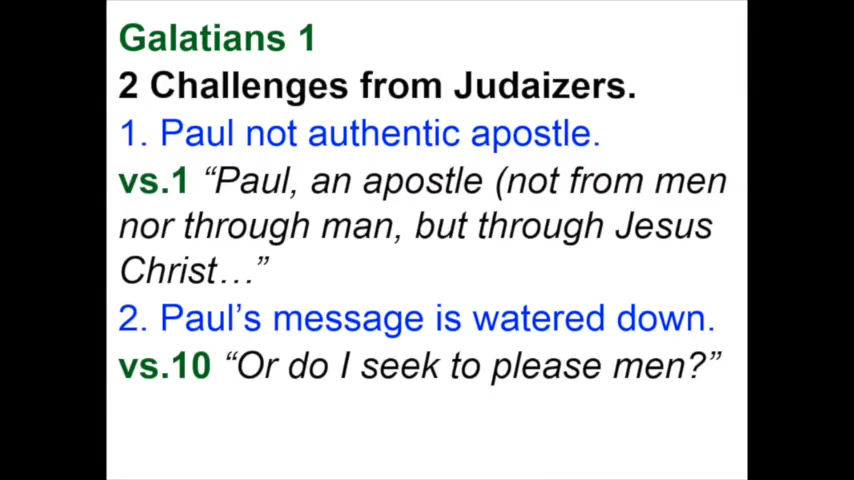 Galatians 1
2 Challenges from Judaizers.
1. Paul not authentic apostle.
vs.1 “Paul, an apostle (not from men
nor through man, but through Jesus
Christ…”
2. Paul’s message is watered down.
vs.10 “Or do I seek to please men?”